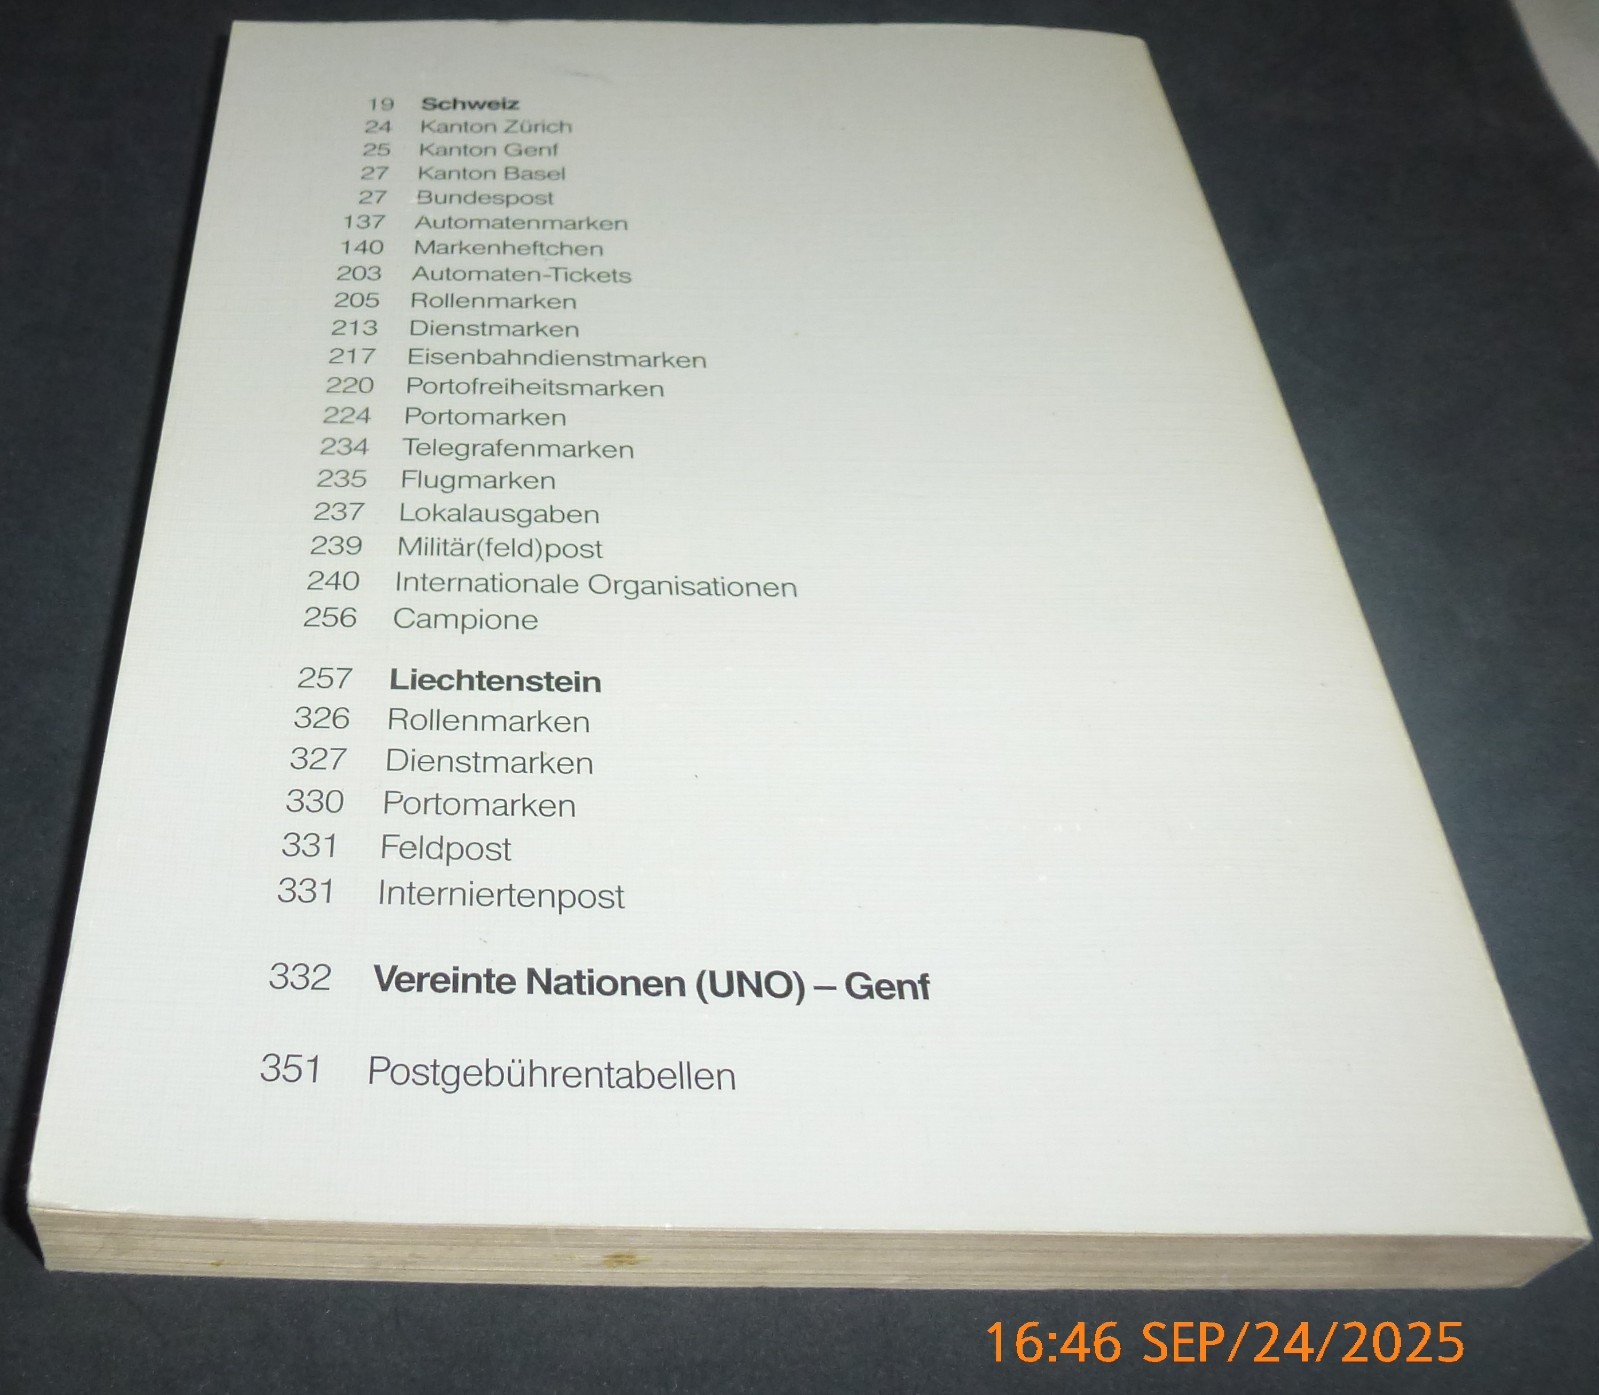 19 Schweiz
24 Kanton Zürich
25 Kanton Genf
27 Kanton Basel
27 Bundespost
137 Automatenmarken
140 Markenheftchen
203 Automaten-Tickets
205 Rollenmarken
213 Dienstmarken
217 Eisenbahndienstmarken
220 Portofreiheitsmarken
224 Portomarken
234 Telegrafenmarken
235 Flugmarken
237 Lokalausgaben
239 Militär(feld)post
240 Internationale Organisationen
256 Campione
257 Liechtenstein
326 Rollenmarken
327 Dienstmarken
330 Portomarken
331 Feldpost
331 Interniertenpost
332 Vereinte Nationen (UNO) – Genf
351 Postgebührentabellen
16:46 SEP/24/2025